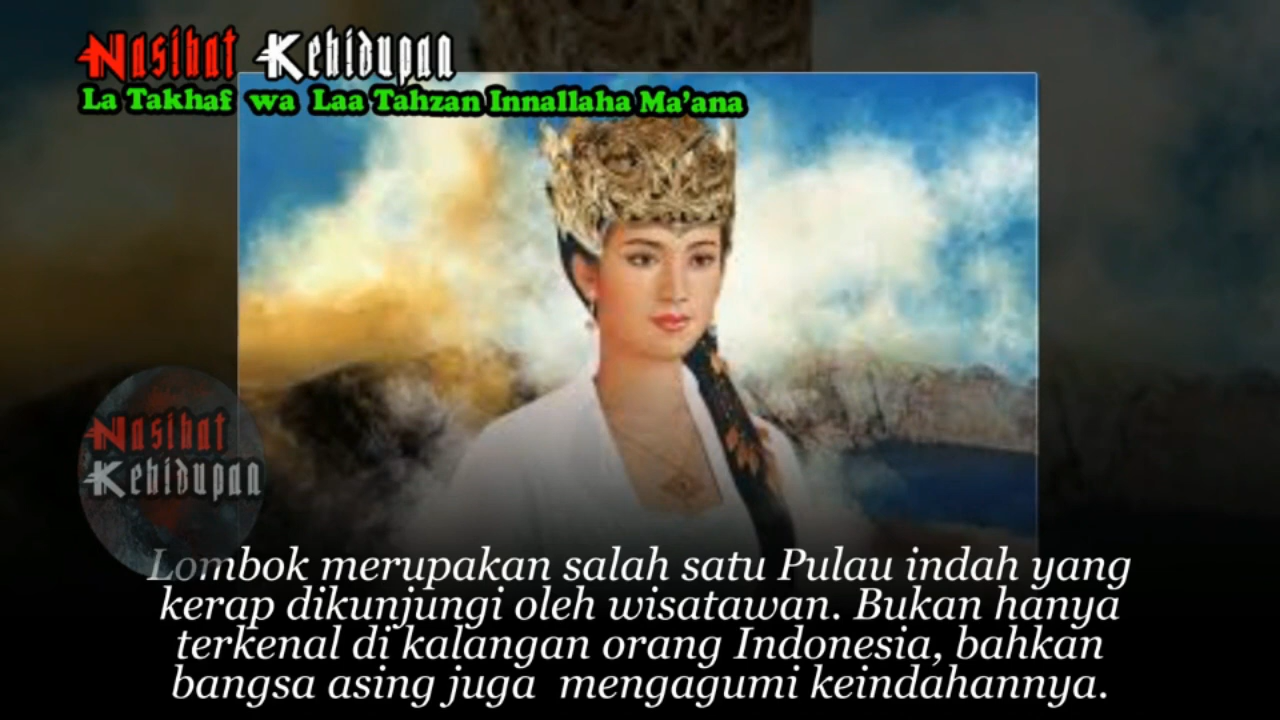 Nasihat Kehidupan
La Takhaf wa Laa Tahzan Innallaha Ma'ana
Nasihat
Kehidupan
Lombok merupakan salah satu Pulau indah yang
kerap dikunjungi oleh wisatawan. Bukan hanya
terkenal di kalangan orang Indonesia, bahkan
bangsa asing juga mengagumi keindahannya.